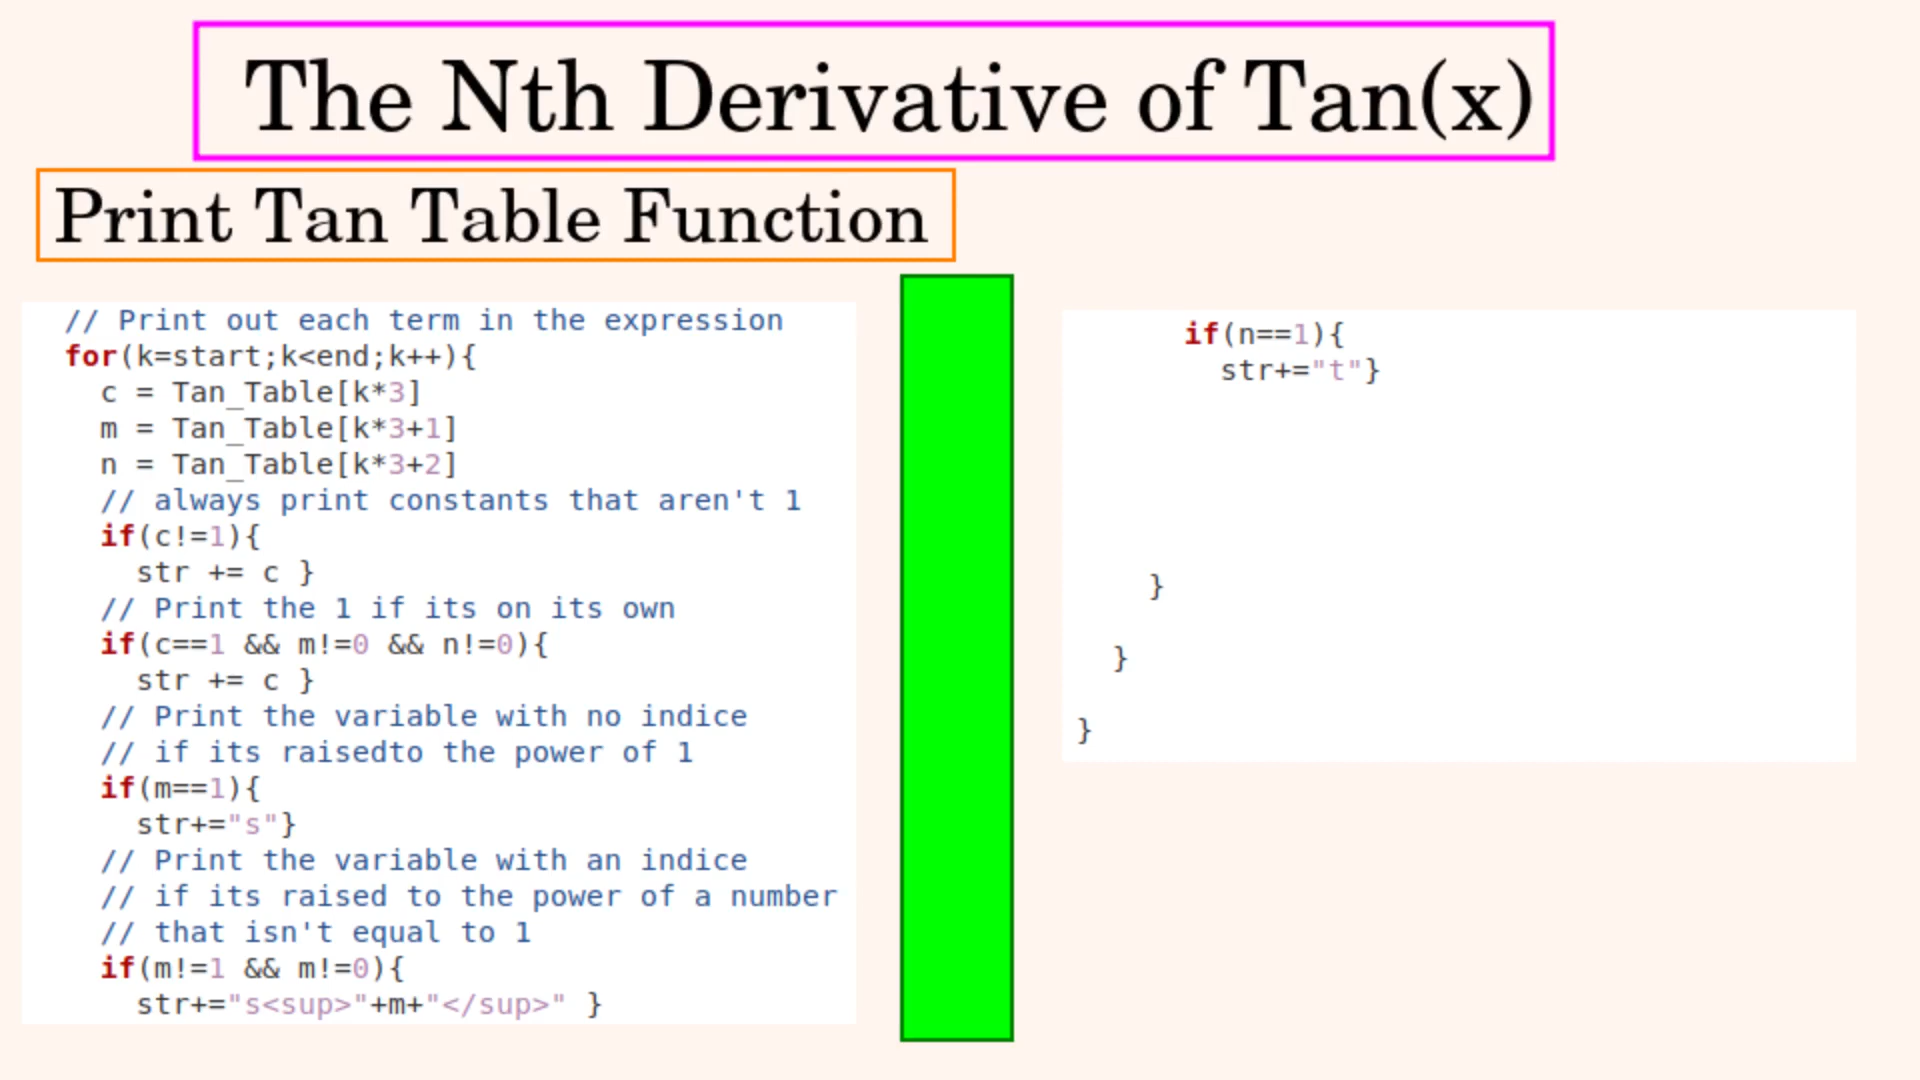 The Nth Derivative of Tan(x)
Print Tan Table Function
// Print out each term in the expression
for(k=start;k<end;k++){
c = Tan_Table[k*3]
m = Tan_Table[k*3+1]
n = Tan_Table[k*3+2]
// always print constants that aren't 1
if(c!=1){
str += c }
// Print the 1 if its on its own
if(c==1 && m!=0 && n!=0){
str += c }
// Print the variable with no indice
// if its raisedto the power of 1
if(m==1){
str+="s"}
// Print the variable with an indice
// if its raised to the power of a number
// that isn't equal to 1
if(m!=1 && m!=0){
str+="s<sup>"+m+"</sup>" }
if(n==1){
str+="t"}
}
}
}